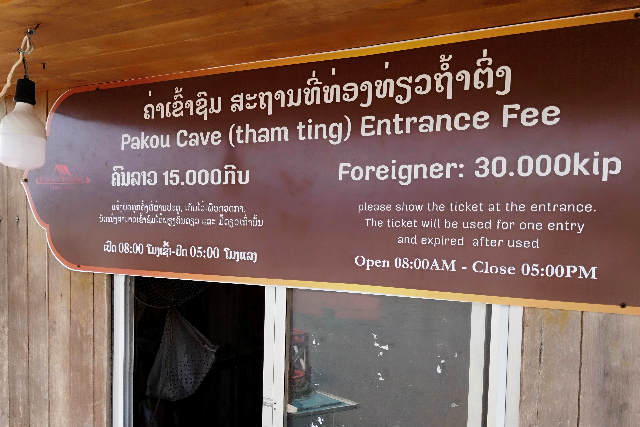 ຄ່າເຂົ້າຊົມ ສະຖານທີ່ທ່ອງທ່ຽວຖ້ຳຕິ່ງ
Pakou Cave (tham ting) Entrance Fee
ຄົນລາວ 15.000ກີບ
Foreigner: 30.000kip
please show the ticket at the entrance.
The ticket will be used for one entry
and expired after used
ເປີດ 08:00 ໂມງເຊົ້າ-ປິດ 05:00 ໂມງແລງ
Open 08:00AM - Close 05:00PM